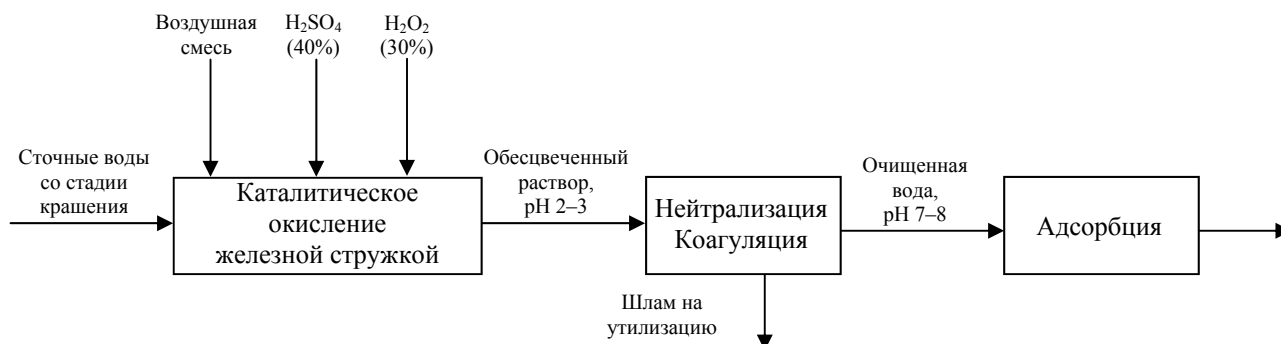 Воздушная
смесь
H₂SO₄
(40%)
H₂O₂
(30%)
Сточные воды
со стадии
крашения
Каталитическое
окисление
железной стружкой
Обесцвеченный
раствор,
pH 2–3
Нейтрализация
Коагуляция
Очищенная
вода,
pH 7–8
Адсорбция
Шлам на
утилизацию